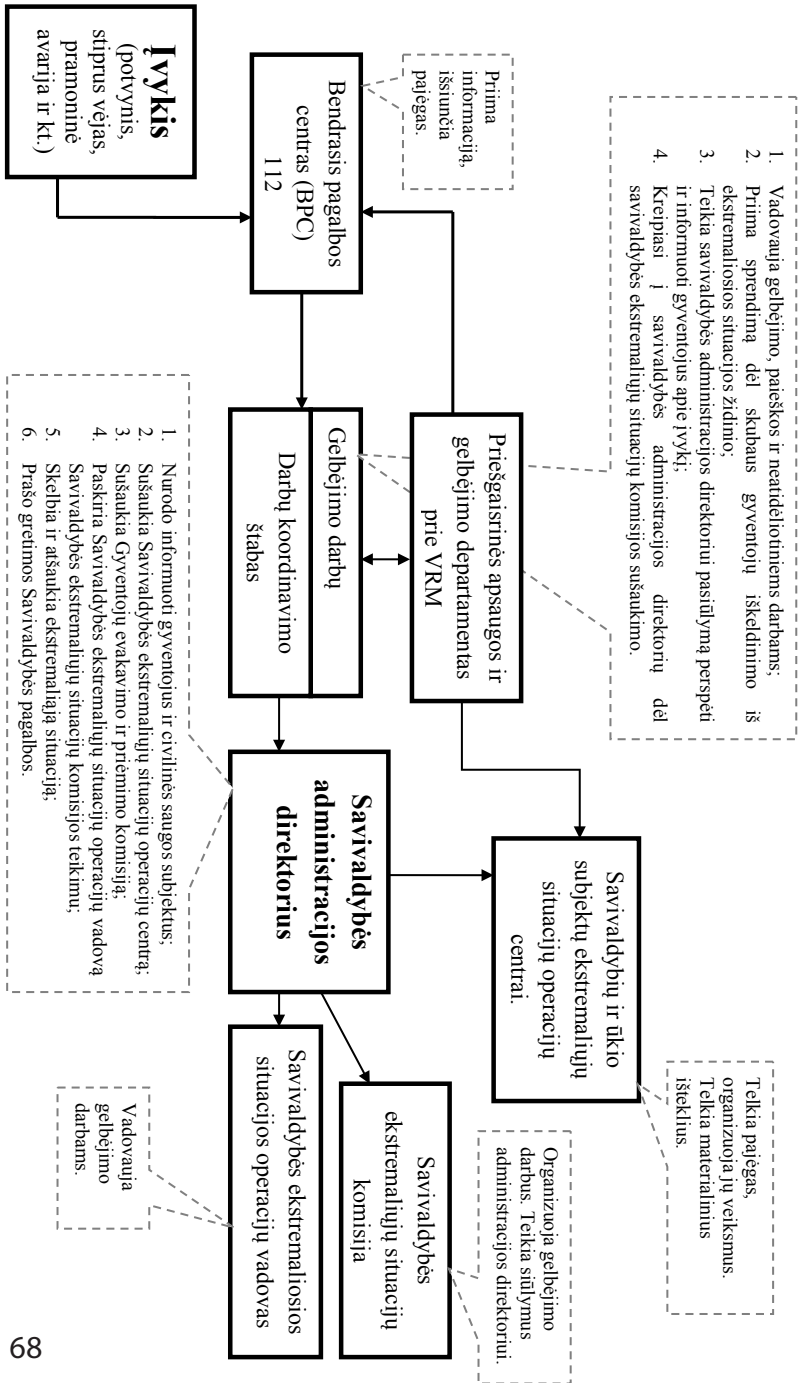 Įvykis
(potvynis,
stiprus vėjas,
pramoninė
avarija ir kt.)
Priima
informaciją,
išsiunčia
pajėgas.
Bendrasis pagalbos
centras (BPC)
112
1. Vadovauja gelbėjimo, paieškos ir neatidėliotiniems darbams;
2. Priima sprendimą dėl skubaus gyventojų iškeldinimo iš
ekstremaliosios situacijos židinio;
3. Teikia savivaldybės administracijos direktoriui pasiūlymą perspėti
ir informuoti gyventojus apie įvykį;
4. Kreipiasi į savivaldybės administracijos direktorių dėl
savivaldybės ekstremaliųjų situacijų komisijos sušaukimo.
Priešgaisrinės apsaugos ir
gelbėjimo departamentas
prie VRM
Gelbėjimo darbų
Darbų koordinavimo
štabas
1. Nurodo informuoti gyventojus ir civilinės saugos subjektus;
2. Sušaukia Savivaldybės ekstremaliųjų situacijų operacijų centrą;
3. Sušaukia Gyventojų evakavimo ir priėmimo komisiją;
4. Paskiria Savivaldybės ekstremaliųjų situacijų operacijų vadovą
Savivaldybės ekstremaliųjų situacijų komisijos teikimu;
5. Skelbia ir atšaukia ekstremaliąją situaciją;
6. Prašo gretimos Savivaldybės pagalbos.
Savivaldybės
administracijos
direktorius
Savivaldybių ir ūkio
subjektų ekstremaliųjų
situacijų operacijų
centrai.
Telkia pajėgas,
organizuoja jų veiksmus.
Telkia materialinius
išteklius.
Organizuoja gelbėjimo
darbus. Teikia siūlymus
administracijos direktoriui.
Savivaldybės
ekstremaliųjų situacijų
komisija
Savivaldybės ekstremaliosios
situacijos operacijų vadovas
Vadovauja
gelbėjimo
darbams.
68